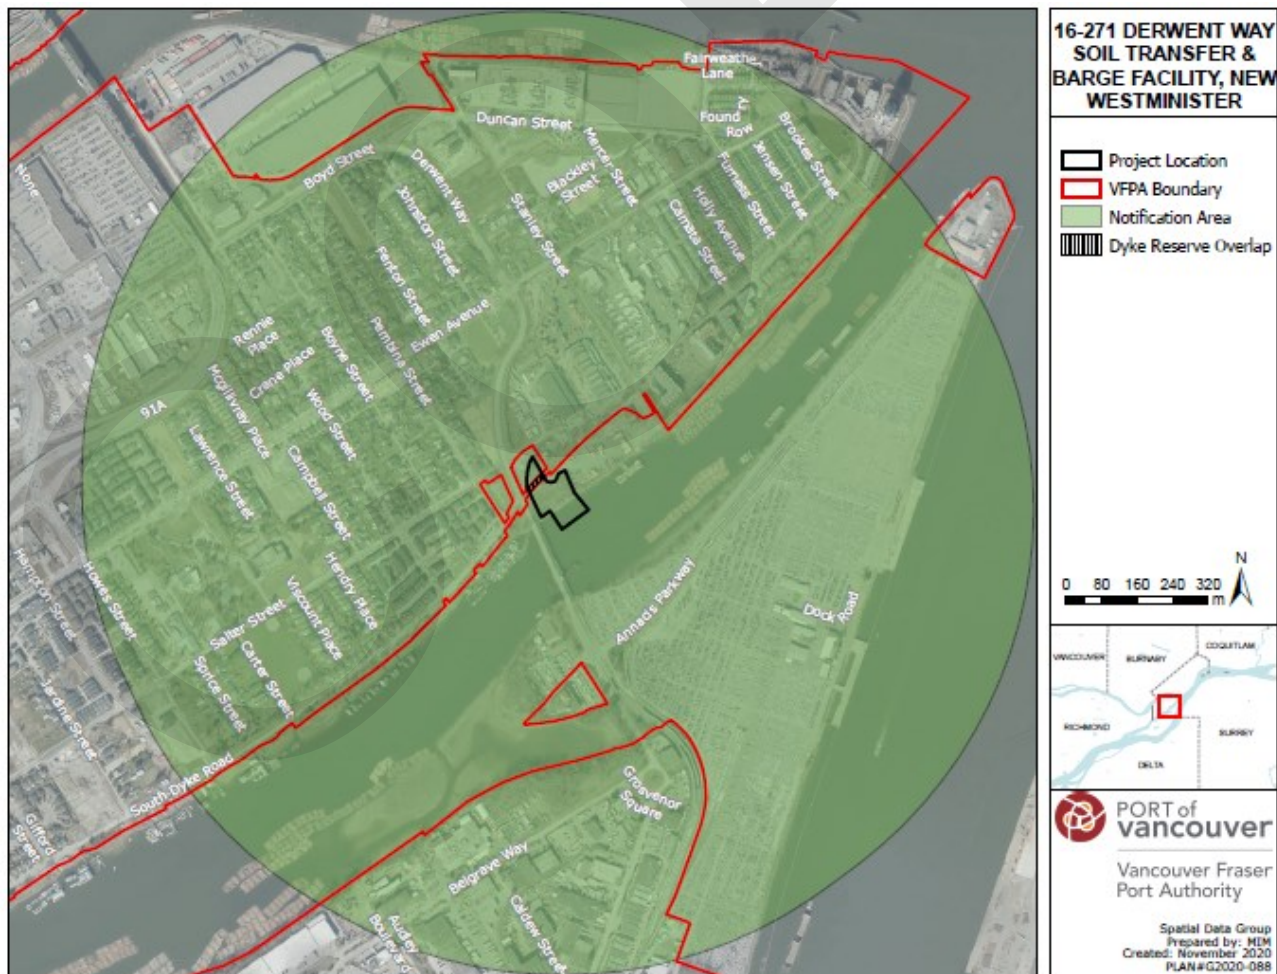 Fairweather
Lane
Duncan Street
Foundry
Row
Brookes Street
Mercer Street
Jensen Street
Boyd Street
Derwent Way
Blackley
Street
Furness Street
None
Johnston Street
Stanley Street
Holly Avenue
Camata Street
Fenton Street
Rennie
Place
Ewen Avenue
Pembina Street
Boyne Street
Crane Place
Mcgillivray Place
91A
Wood Street
Lawrence Street
Campbell Street
Hampton Street
Howes Street
Hendry Place
Viscount Place
Annacis Parkway
Dock Road
Salter Street
Carter Street
Sprice Street
Jardine Street
South Dyke Road
Grosvenor
Square
Gifford
Street
Belgrave Way
Caldew Street
Audley
Boulevard
16-271 DERWENT WAY
SOIL TRANSFER &
BARGE FACILITY, NEW
WESTMINISTER
Project Location
VFPA Boundary
Notification Area
Dyke Reserve Overlap
N
0 80 160 240 320
m
VANCOUVER
BURNABY
COQUITLAM
RICHMOND
SURREY
DELTA
PORT of
vancouver
Vancouver Fraser
Port Authority
Spatial Data Group
Prepared by: MIM
Created: November 2020
PLAN#G2020-088